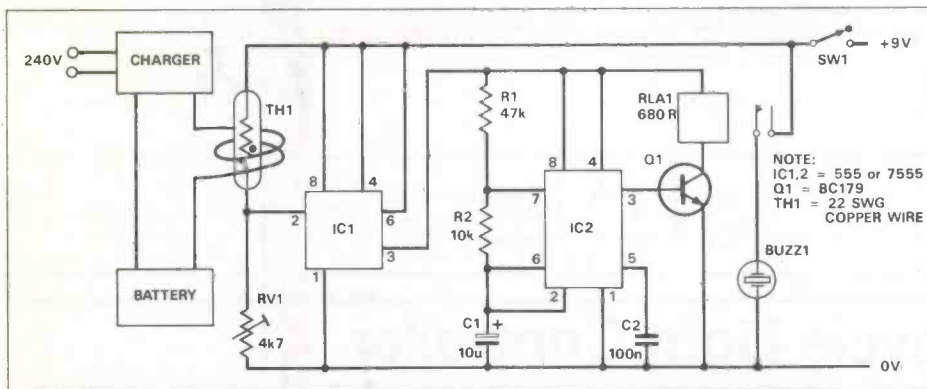 240V
CHARGER
BATTERY
TH1
RV1
4k7
8
4
6
2
3
1
IC1
R1
47k
R2
10k
C1
+
10u
8
4
7
3
6
5
2
1
IC2
C2
100n
RLA1
680 R
Q1
SW1
+9V
NOTE:
IC1,2 = 555 or 7555
Q1 = BC179
TH1 = 22 SWG
COPPER WIRE
BUZZ1
0V